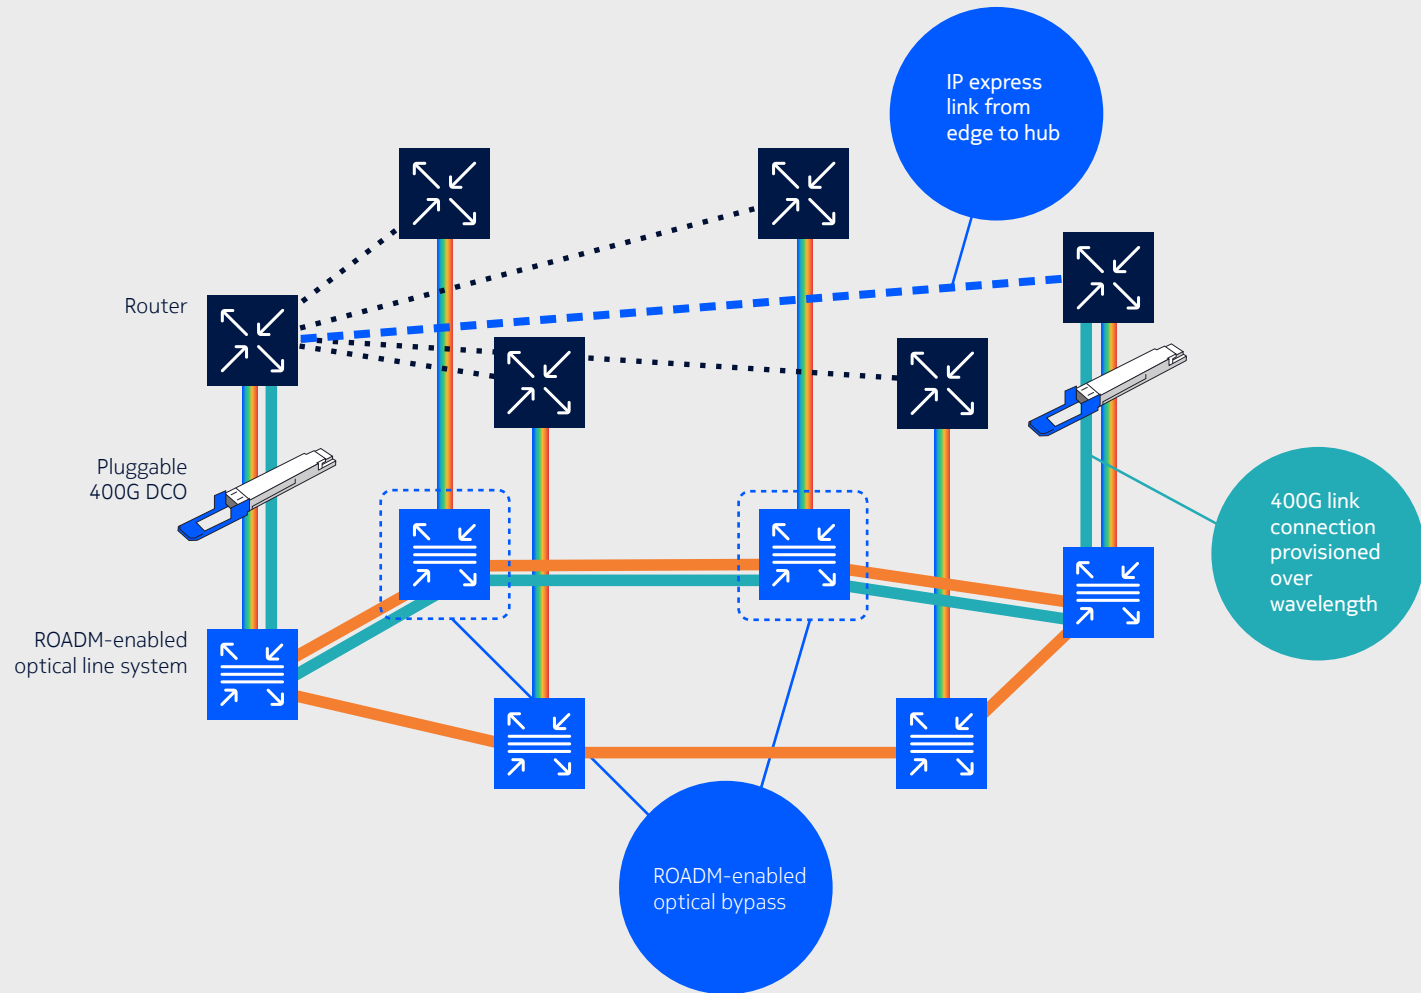 IP express
link from
edge to hub
Router
Pluggable
400G DCO
400G link
connection
provisioned
over
wavelength
ROADM-enabled
optical line system
ROADM-enabled
optical bypass